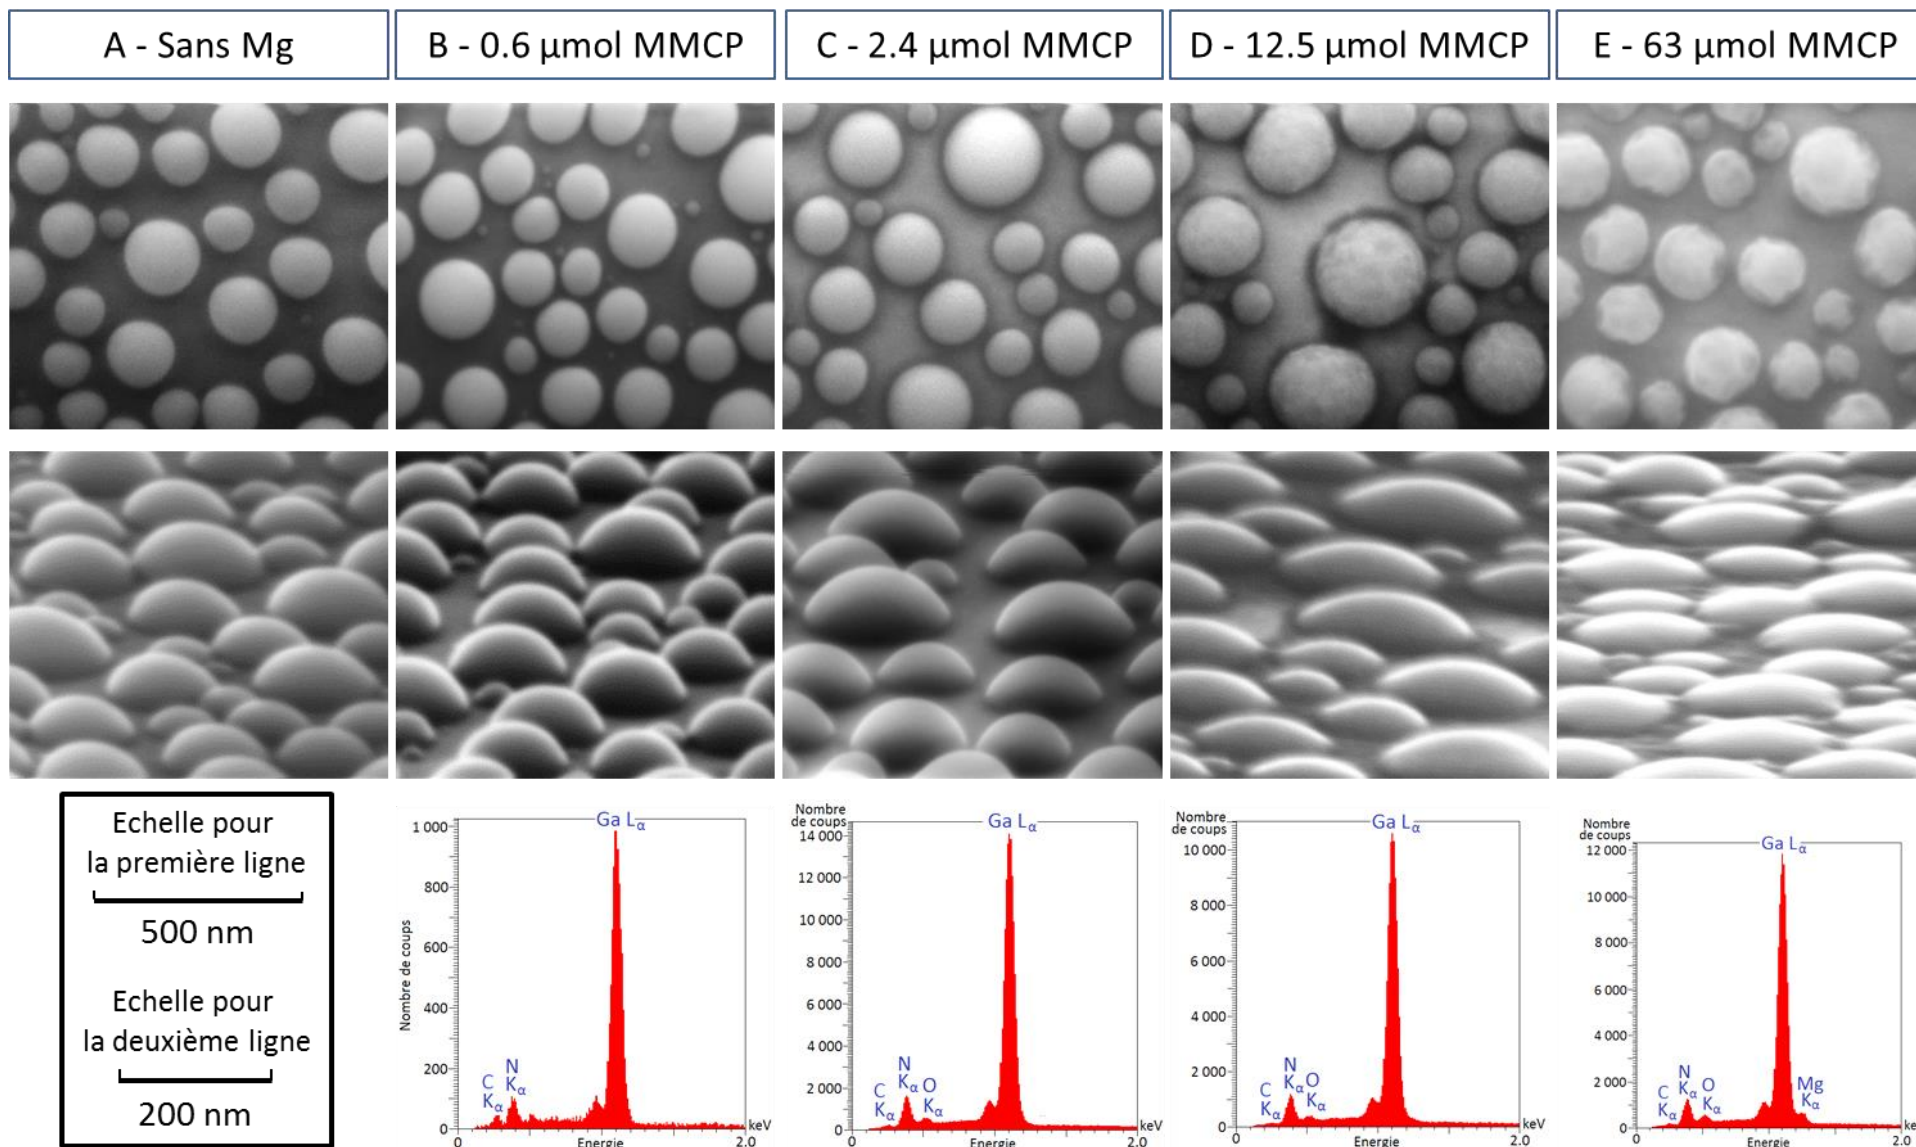 A - Sans Mg
B - 0.6 µmol MMCP
C - 2.4 µmol MMCP
D - 12.5 µmol MMCP
E - 63 µmol MMCP
Echelle pour
la première ligne
500 nm
Echelle pour
la deuxième ligne
200 nm
Nombre de coups
1 000
800
600
400
200
0
Ga Lα
C
Kα
N
Kα
0
Energie
2.0
keV
Nombre
de coups
14 000
12 000
10 000
8 000
6 000
4 000
2 000
0
Ga Lα
C
Kα
N
Kα
O
Kα
0
Energie
2.0
keV
Nombre
de coups
10 000
8 000
6 000
4 000
2 000
0
Ga Lα
C
Kα
N
Kα
O
Kα
0
Energie
2.0
keV
Nombre
de coups
12 000
10 000
8 000
6 000
4 000
2 000
0
Ga Lα
C
Kα
N
Kα
O
Kα
Mg
Kα
0
Energie
2.0
ke